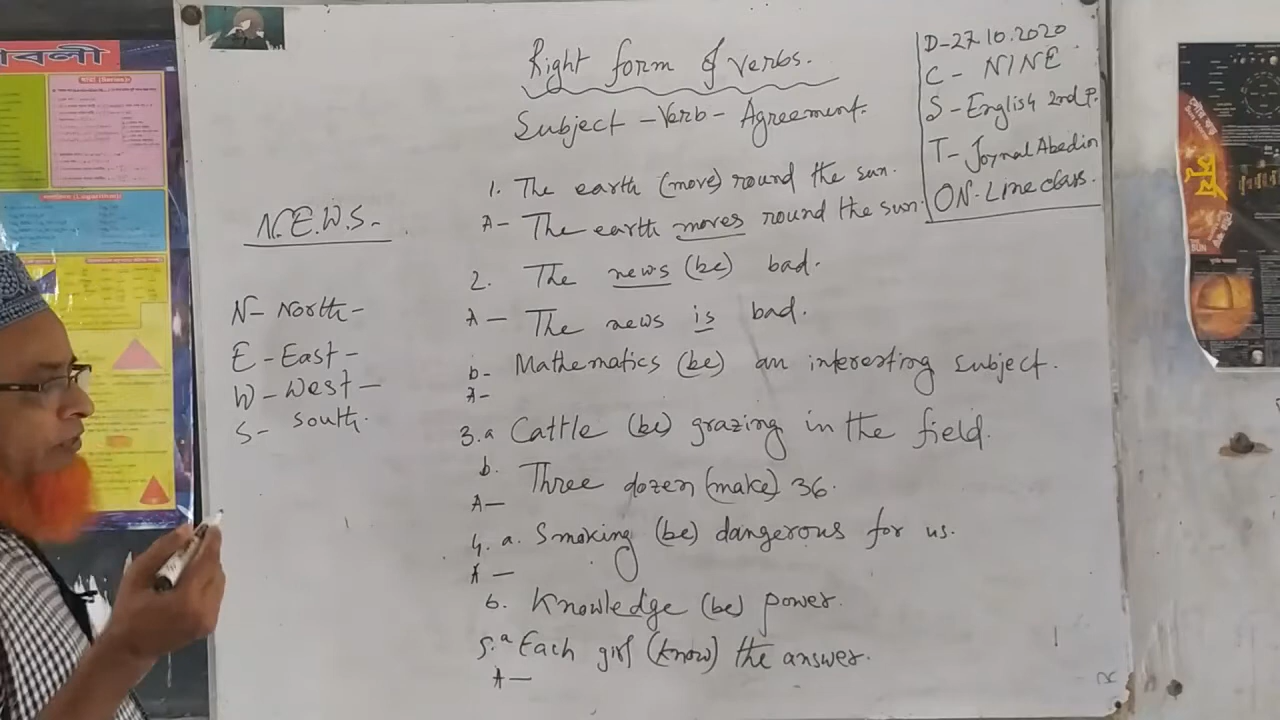 Right form of verbs.
Subject - Verb - Agreement.
D-27.10.2020
C - NINE
S - English 2nd P.
T - Joynal Abedin
ON-Line class.
1. The earth (move) round the sun.
A- The earth moves round the sun.
2. The news (be) bad.
A- The news is bad.
b- Mathematics (be) an interesting subject.
A-
3.a Cattle (be) grazing in the field.
b. Three dozen (make) 36.
A-
4. a. Smoking (be) dangerous for us.
A-
b. Knowledge (be) power.
5.a Each girl (know) the answer.
A-
N.E.W.S.
N- North-
E- East-
W- West-
S- South.
THE SUN